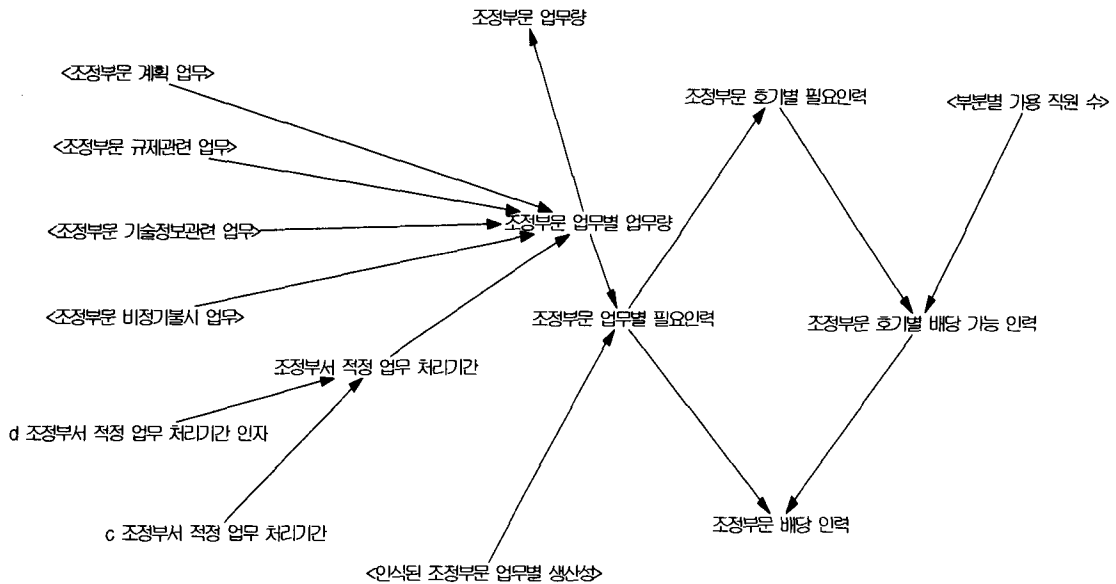 조정부문 업무량
<조정부문 계획 업무>
조정부문 호기별 필요인력
<부분별 가용 직원 수>
<조정부문 규제관련 업무>
조정부문 업무별 업무량
<조정부문 기술정보관련 업무>
<조정부문 비정기불시 업무>
조정부문 업무별 필요인력
조정부문 호기별 배당 가능 인력
조정부서 적정 업무 처리기간
d 조정부서 적정 업무 처리기간 인자
c 조정부서 적정 업무 처리기간
조정부문 배당 인력
<인식된 조정부문 업무별 생산성>